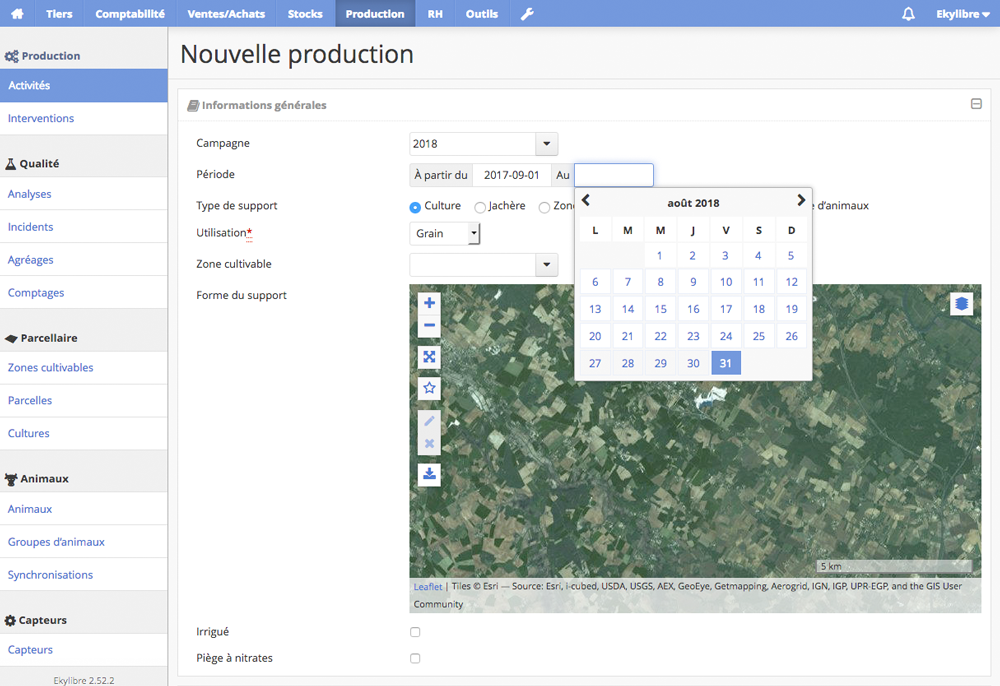 Tiers Comptabilité Ventes/Achats Stocks Production RH Outils Ekylibre
Production
Activités
Interventions
Qualité
Analyses
Incidents
Agréages
Comptages
Parcellaire
Zones cultivables
Parcelles
Cultures
Animaux
Animaux
Groupes d'animaux
Synchronisations
Capteurs
Capteurs
Ekylibre 2.52.2
Nouvelle production
Informations générales
Campagne 2018
Période À partir du 2017-09-01 Au
Type de support Culture Jachère d'animaux
Utilisation* Grain
Zone cultivable
Forme du support
août 2018
L M M J V S D
1 2 3 4 5
6 7 8 9 10 11 12
13 14 15 16 17 18 19
20 21 22 23 24 25 26
27 28 29 30 31
5 km
Leaflet | Tiles © Esri — Source: Esri, i-cubed, USDA, USGS, AEX, GeoEye, Getmapping, Aerogrid, IGN, IGP, UPR-EGP, and the GIS User
Community
Irrigué
Piège à nitrates